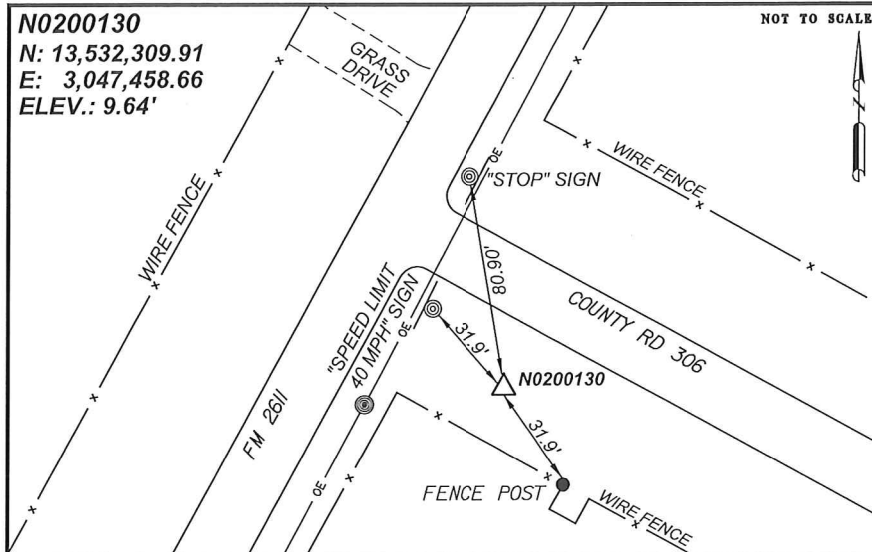 N0200130
N: 13,532,309.91
E: 3,047,458.66
ELEV.: 9.64'
NOT TO SCALE
N
GRASS
DRIVE
WIRE FENCE
WIRE FENCE
OE
"STOP" SIGN
80.90'
"SPEED LIMIT
40 MPH" SIGN
OE
31.9'
COUNTY RD 306
N0200130
FM 2611
31.9'
FENCE POST
OE
WIRE FENCE